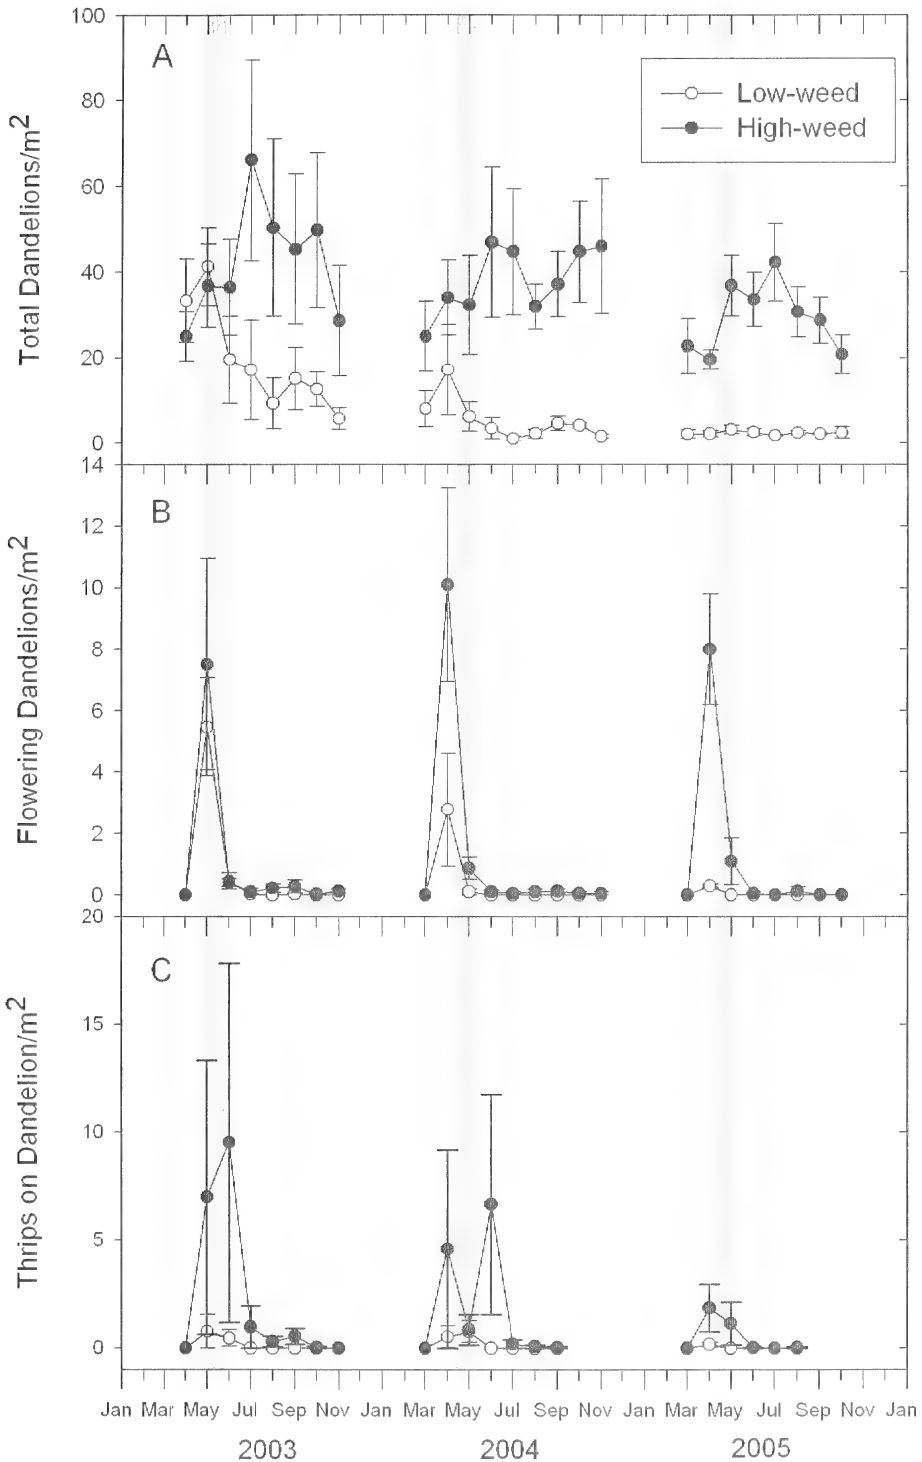 A
Low-weed
High-weed
Total Dandelions/m2
100
80
60
40
20
0
B
Flowering Dandelions/m2
14
12
10
8
6
4
2
0
C
Thrips on Dandelion/m2
20
15
10
5
0
Jan Mar May Jul Sep Nov Jan Mar May Jul Sep Nov Jan Mar May Jul Sep Nov Jan
2003 2004 2005